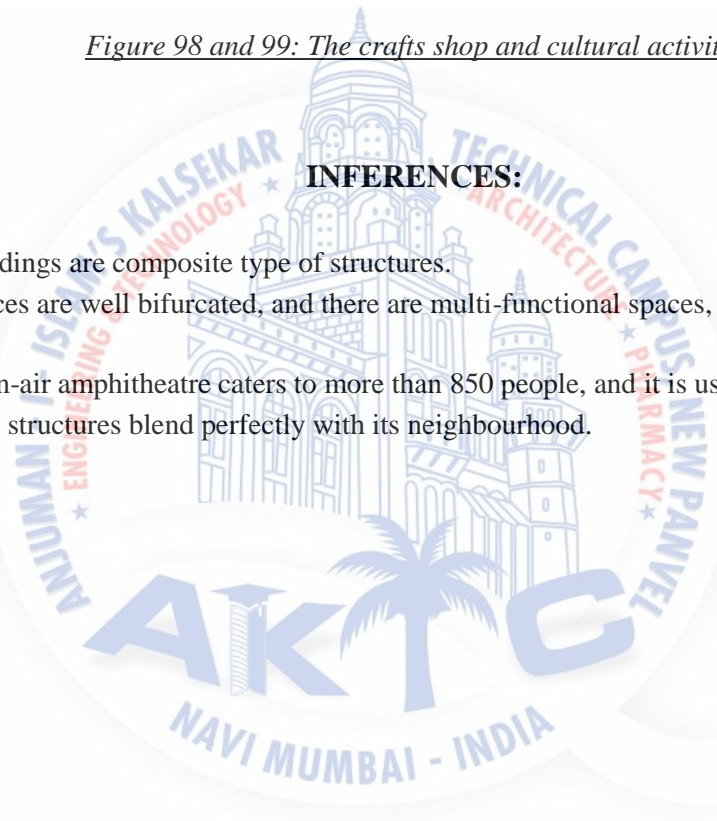 Figure 98 and 99: The crafts shop and cultural activit
INFERENCES:
dings are composite type of structures.
ces are well bifurcated, and there are multi-functional spaces,
n-air amphitheatre caters to more than 850 people, and it is us
structures blend perfectly with its neighbourhood.
ANJUMAN - I - ISLAM'S KALSEKAR TECHNICAL CAMPUS NEW PANVEL
★ ENGINEERING & TECHNOLOGY ★ ARCHITECTURE ★ PHARMACY ★
AKTC
NAVI MUMBAI - INDIA